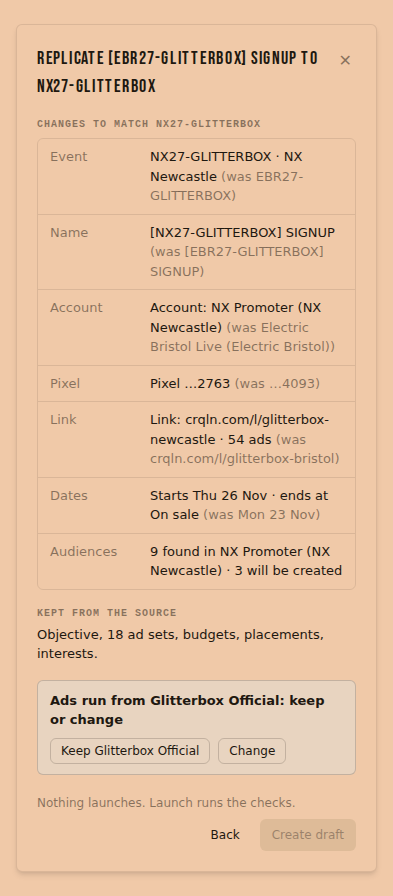 REPLICATE [EBR27-GLITTERBOX] SIGNUP TO
NX27-GLITTERBOX
×
CHANGES TO MATCH NX27-GLITTERBOX
Event
NX27-GLITTERBOX · NX
Newcastle (was EBR27-
GLITTERBOX)
Name
[NX27-GLITTERBOX] SIGNUP
(was [EBR27-GLITTERBOX]
SIGNUP)
Account
Account: NX Promoter (NX
Newcastle) (was Electric
Bristol Live (Electric Bristol))
Pixel
Pixel …2763 (was …4093)
Link
Link: crqln.com/l/glitterbox-
newcastle · 54 ads (was
crqln.com/l/glitterbox-bristol)
Dates
Starts Thu 26 Nov · ends at
On sale (was Mon 23 Nov)
Audiences
9 found in NX Promoter (NX
Newcastle) · 3 will be created
KEPT FROM THE SOURCE
Objective, 18 ad sets, budgets, placements,
interests.
Ads run from Glitterbox Official: keep
or change
Keep Glitterbox Official
Change
Nothing launches. Launch runs the checks.
Back
Create draft